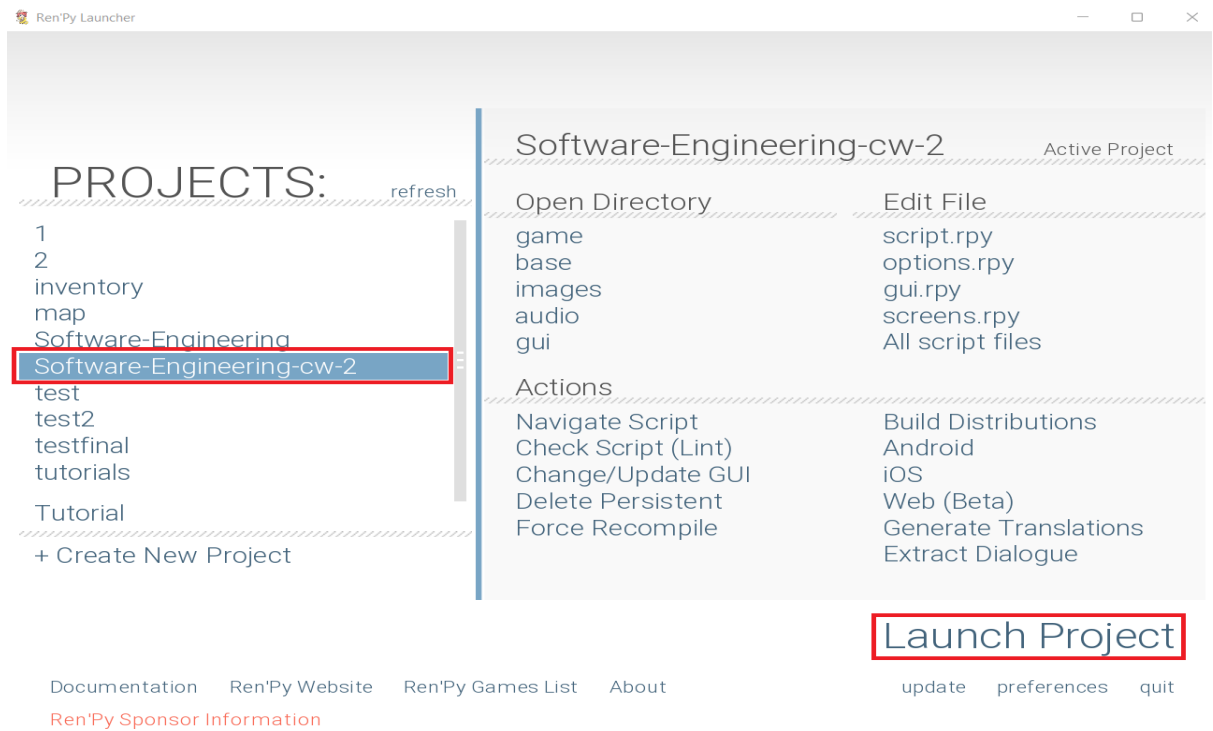 Ren'Py Launcher
PROJECTS:
refresh
1
2
inventory
map
Software-Engineering
Software-Engineering-cw-2
test
test2
testfinal
tutorials
Tutorial
+ Create New Project
Software-Engineering-cw-2
Active Project
Open Directory
game
base
images
audio
gui
Edit File
script.rpy
options.rpy
gui.rpy
screens.rpy
All script files
Actions
Navigate Script
Check Script (Lint)
Change/Update GUI
Delete Persistent
Force Recompile
Build Distributions
Android
iOS
Web (Beta)
Generate Translations
Extract Dialogue
Launch Project
Documentation
Ren'Py Website
Ren'Py Games List
About
update
preferences
quit
Ren'Py Sponsor Information